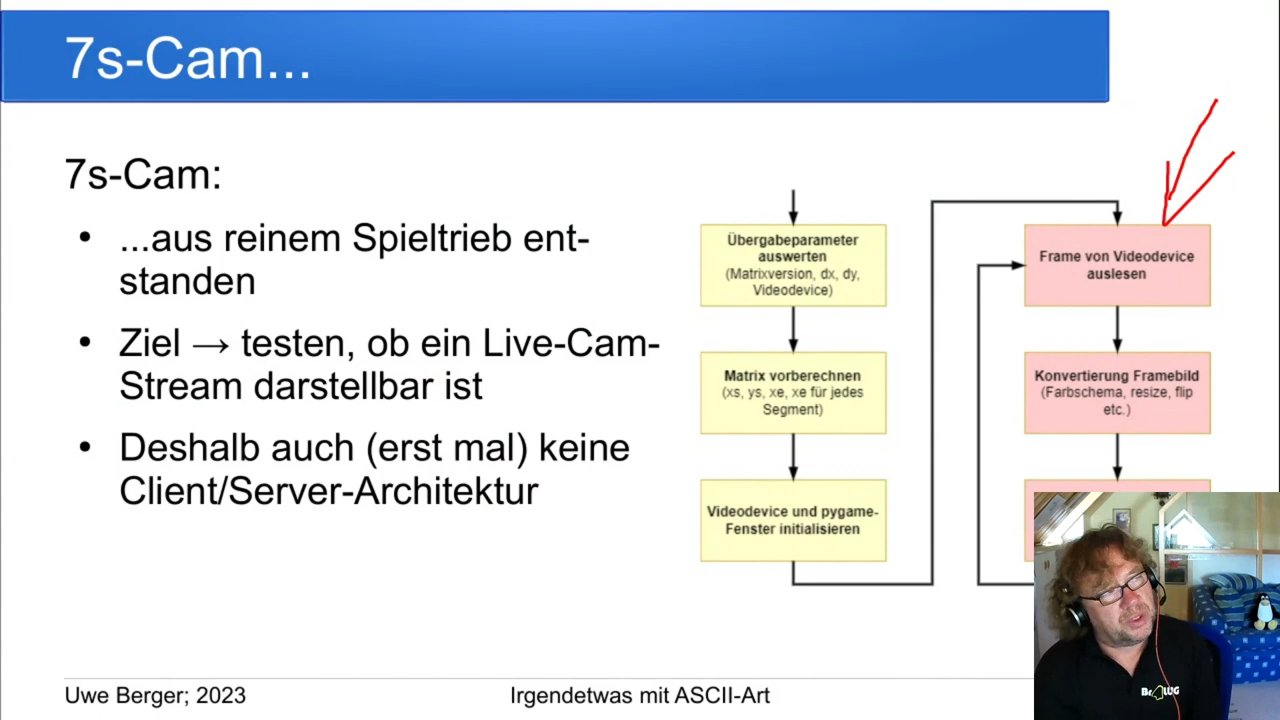 7s-Cam...
7s-Cam:
• ...aus reinem Spieltrieb ent-
standen
• Ziel → testen, ob ein Live-Cam-
Stream darstellbar ist
• Deshalb auch (erst mal) keine
Client/Server-Architektur
Übergabeparameter
auswerten
(Matrixversion, dx, dy,
Videodevice)
Matrix vorberechnen
(xs, ys, xe, xe für jedes
Segment)
Videodevice und pygame-
Fenster initialisieren
Frame von Videodevice
auslesen
Konvertierung Framebild
(Farbschema, resize, flip
etc.)
Uwe Berger; 2023
Irgendetwas mit ASCII-Art